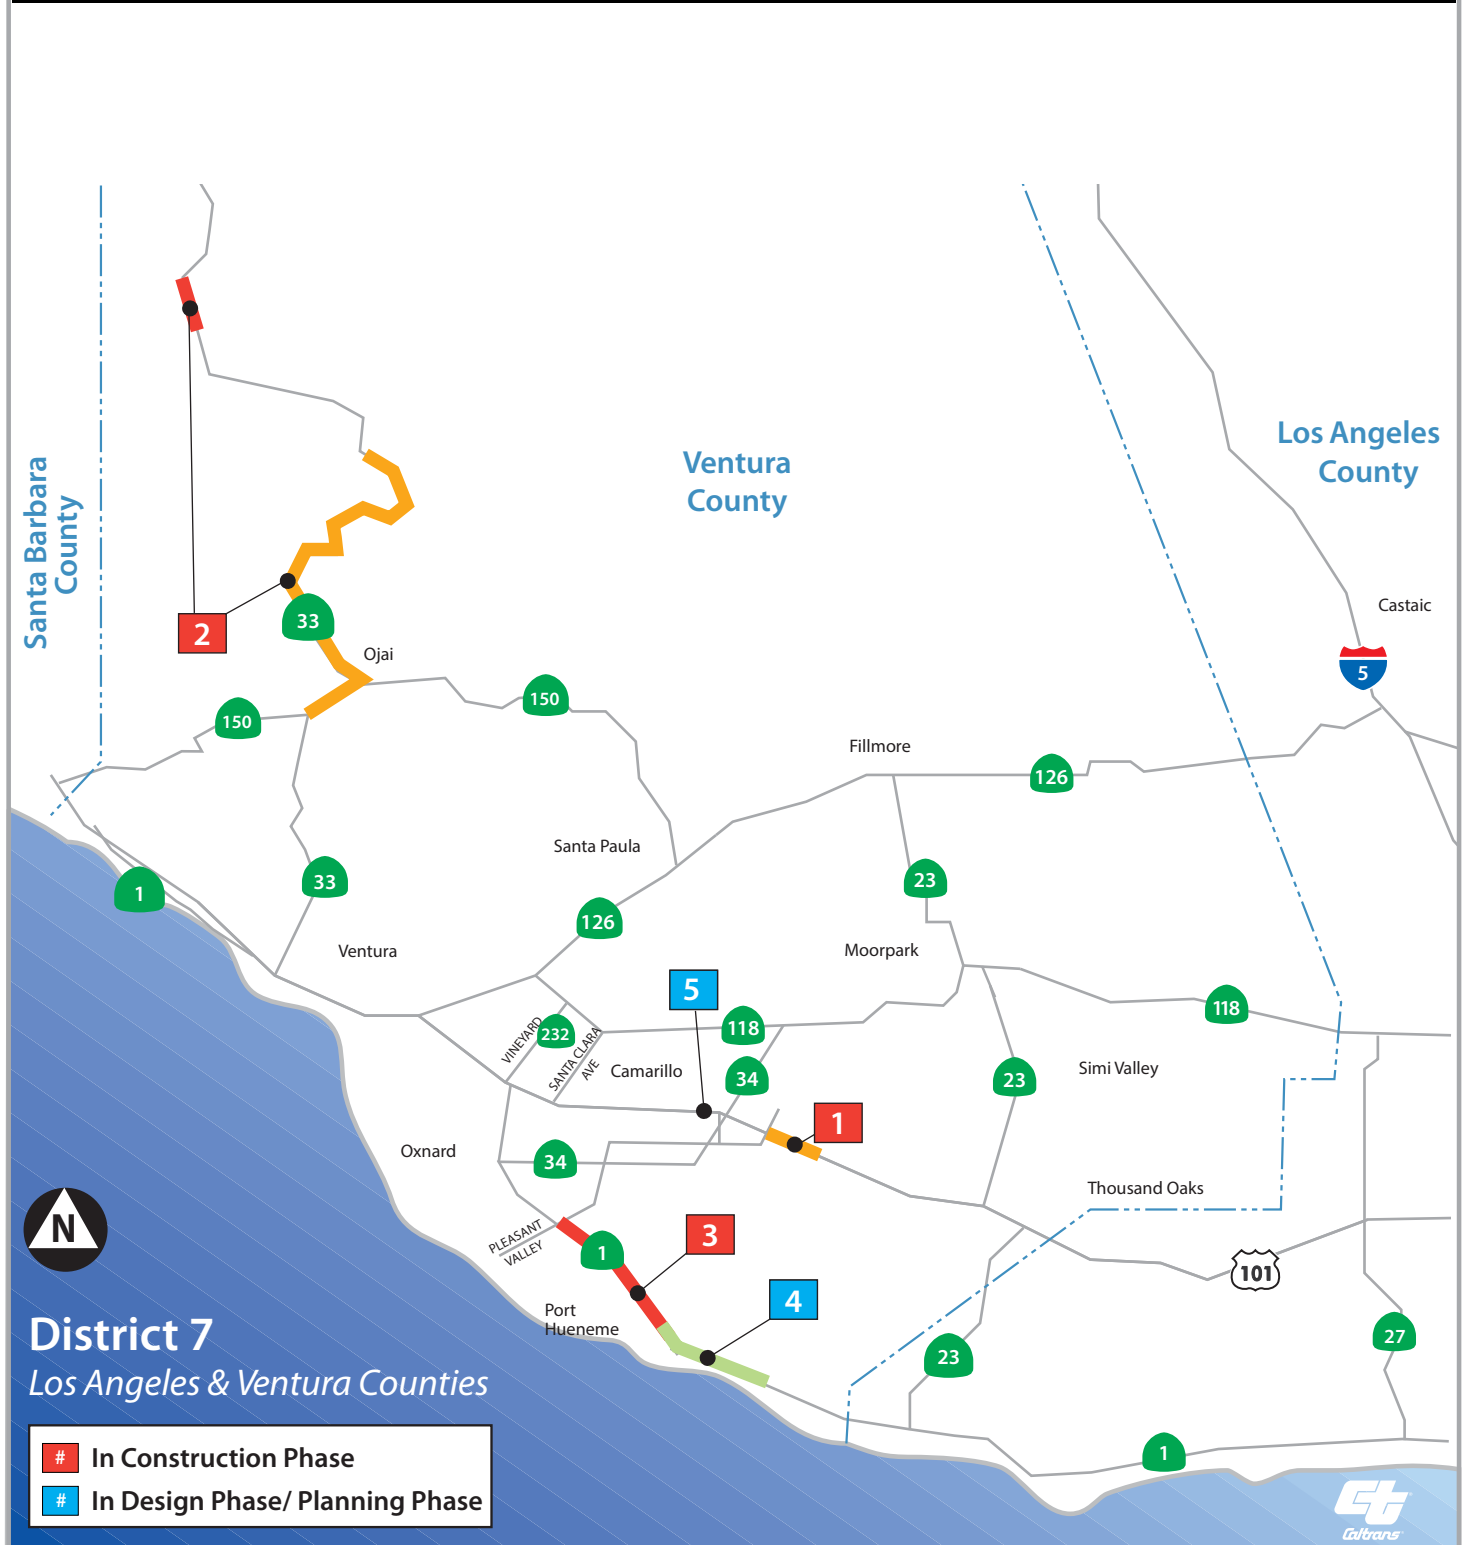 Los Angeles
County
Ventura
County
Santa Barbara
County
Castaic
5
2
33
Ojai
150
150
Fillmore
126
Santa Paula
1
33
23
126
Ventura
Moorpark
5
118
VINEYARD
232
SANTA CLARA
AVE
118
Camarillo
34
Simi Valley
23
1
Oxnard
34
Thousand Oaks
N
PLEASANT
VALLEY
1
3
101
4
Port
Hueneme
27
23
District 7
Los Angeles & Ventura Counties
# In Construction Phase
# In Design Phase/ Planning Phase
1
Ct
Caltrans